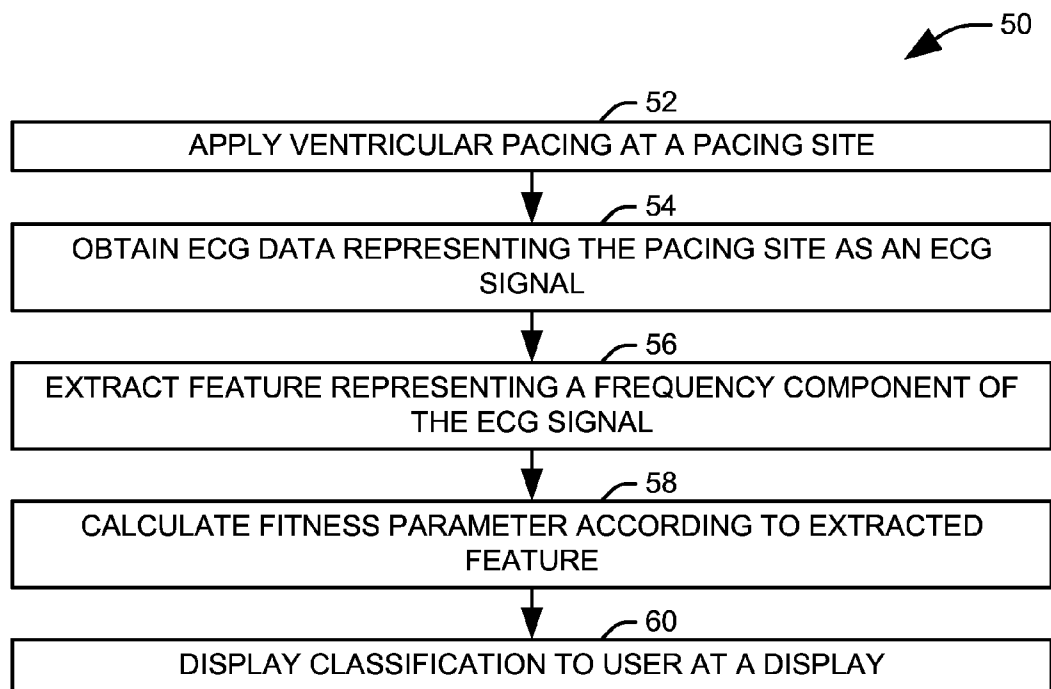 50
52
APPLY VENTRICULAR PACING AT A PACING SITE
54
OBTAIN ECG DATA REPRESENTING THE PACING SITE AS AN ECG
SIGNAL
56
EXTRACT FEATURE REPRESENTING A FREQUENCY COMPONENT OF
THE ECG SIGNAL
58
CALCULATE FITNESS PARAMETER ACCORDING TO EXTRACTED
FEATURE
60
DISPLAY CLASSIFICATION TO USER AT A DISPLAY